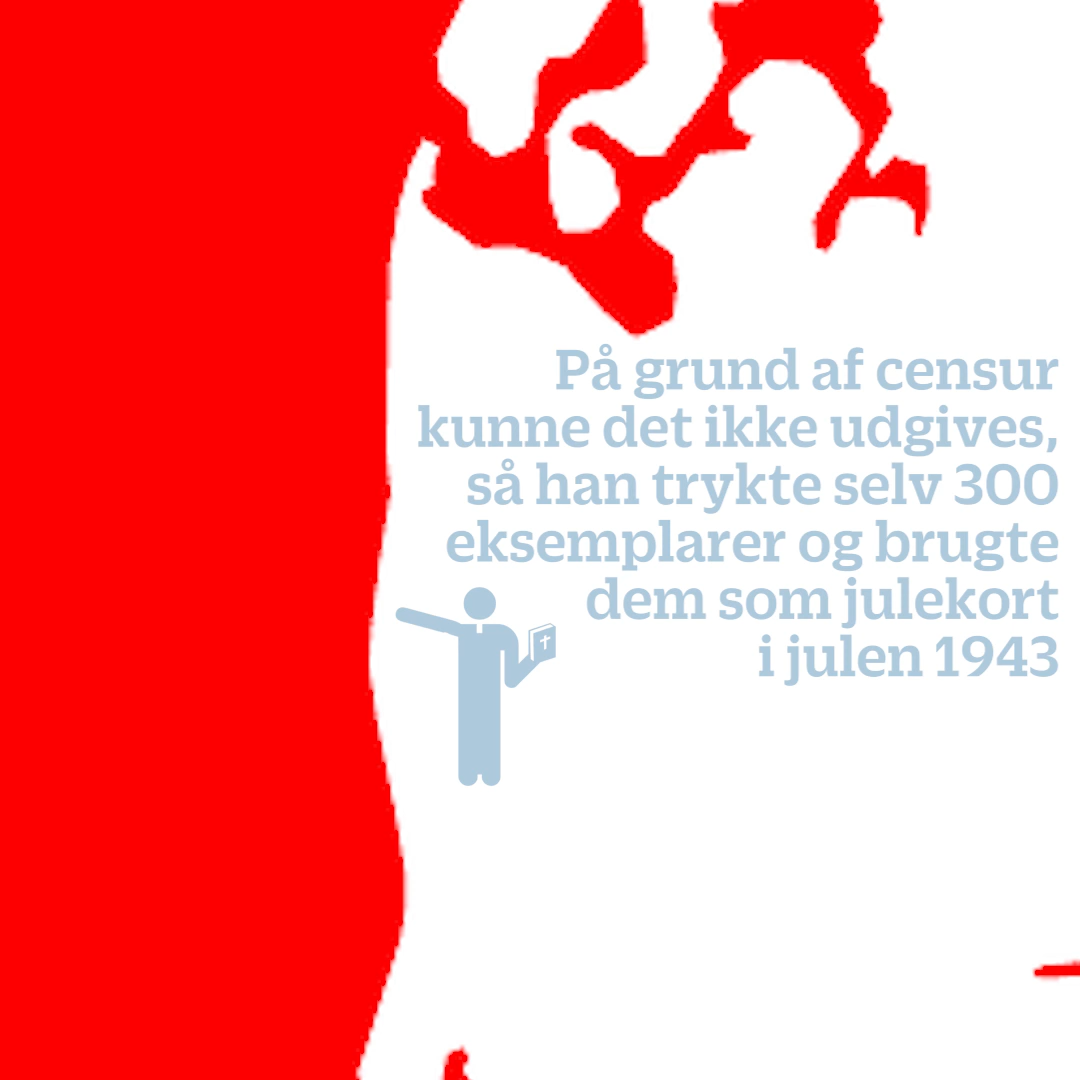 På grund af censur
kunne det ikke udgives,
så han trykte selv 300
eksemplarer og brugte
dem som julekort
i julen 1943